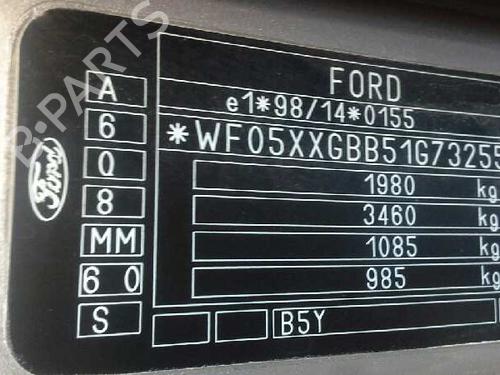 FORD
e1*98/14*0155
*WF05XXGBB51G73255
A
6
Q
8
MM
6 0
S
1980 kg
3460 kg
1085 kg
985 kg
B5Y
Ford
B-PARTS